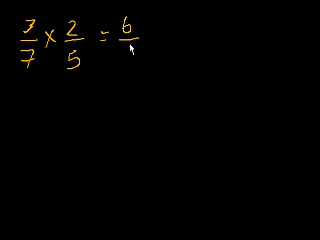 3/7 x 2/5 = 6/